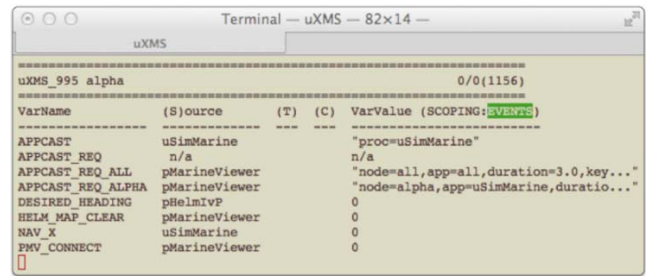 Terminal — uXMS — 82×14 —
uXMS
=====================================================================
uXMS_995 alpha 0/0(1156)
=====================================================================
VarName (S)ource (T) (C) VarValue (SCOPING:EVENTS)
----------------- ------------- --- --- -------------------------
APPCAST uSimMarine "proc=uSimMarine"
APPCAST_REQ n/a n/a
APPCAST_REQ_ALL pMarineViewer "node=all,app=all,duration=3.0,key..."
APPCAST_REQ_ALPHA pMarineViewer "node=alpha,app=uSimMarine,duratio..."
DESIRED_HEADING pHelmIvP 0
HELM_MAP_CLEAR pMarineViewer 0
NAV_X uSimMarine 0
PMV_CONNECT pMarineViewer 0